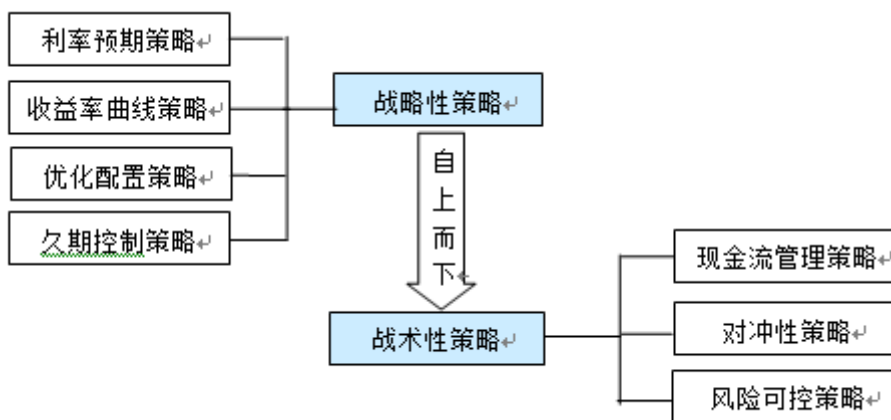 利率预期策略
收益率曲线策略
优化配置策略
久期控制策略
战略性策略
自上而下
战术性策略
现金流管理策略
对冲性策略
风险可控策略